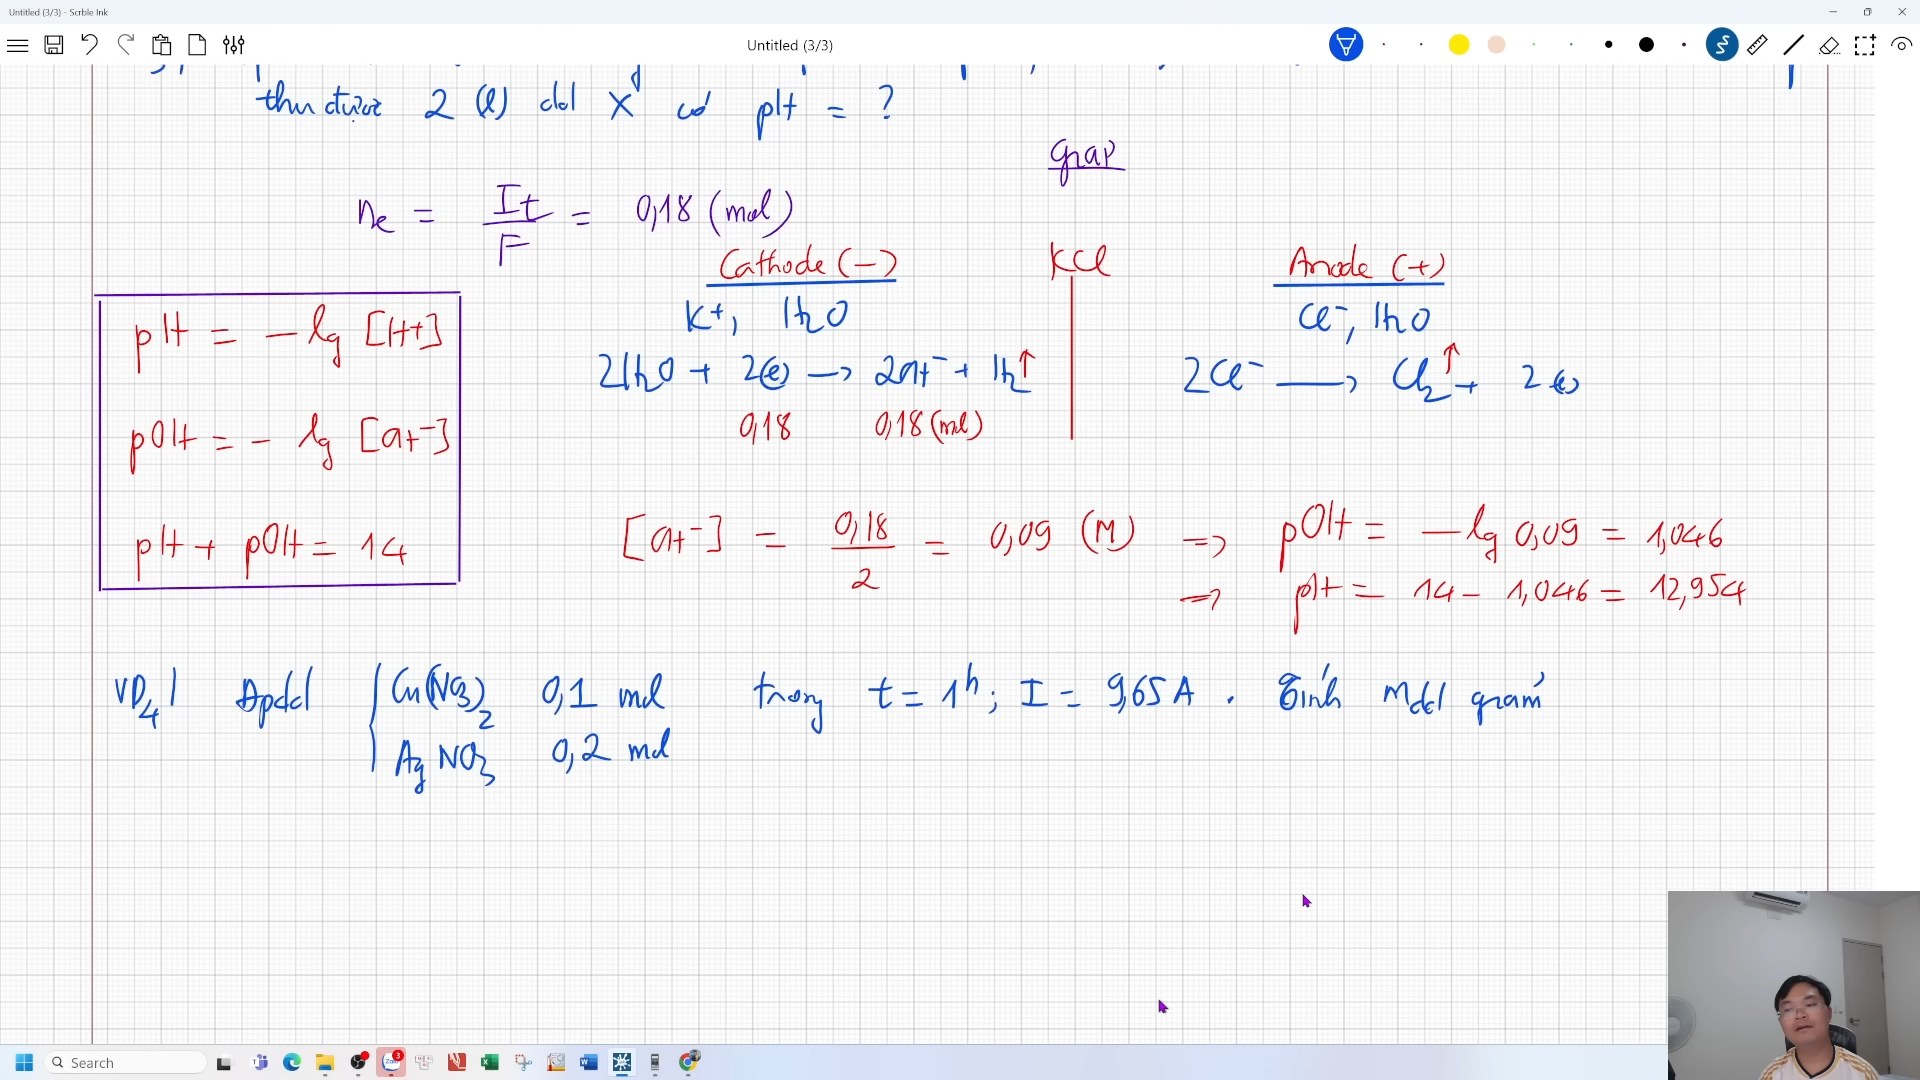 Untitled (3/3) - Scrble Ink
Untitled (3/3)
thu được 2 (l) dd X có pH = ?
grap
ne = It/F = 0,18 (mol)
Cathode (-) KCl Anode (+)
K+, H2O Cl-, H2O
2H2O + 2(e) → 2OH- + H2↑ 2Cl- → Cl2↑ + 2(e)
0,18 0,18 (mol)
pH = - lg [H+]
pOH = - lg [OH-]
pH + pOH = 14
[OH-] = 0,18/2 = 0,09 (M) => pOH = - lg 0,09 = 1,046
=> pH = 14 - 1,046 = 12,954
VD4| Đpdd { Cu(NO3)2 0,1 mol trong t = 1h; I = 9,65A. Tính mdd giảm
AgNO3 0,2 mol
Search